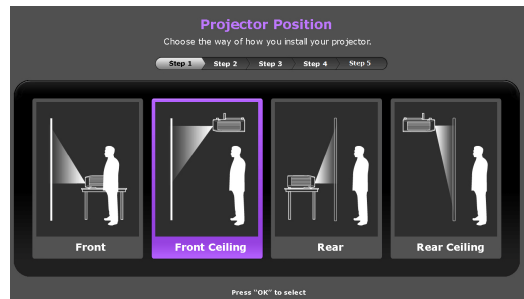 Projector Position
Choose the way of how you install your projector.
Step 1 Step 2 Step 3 Step 4 Step 5
Front Front Ceiling Rear Rear Ceiling
Press "OK" to select